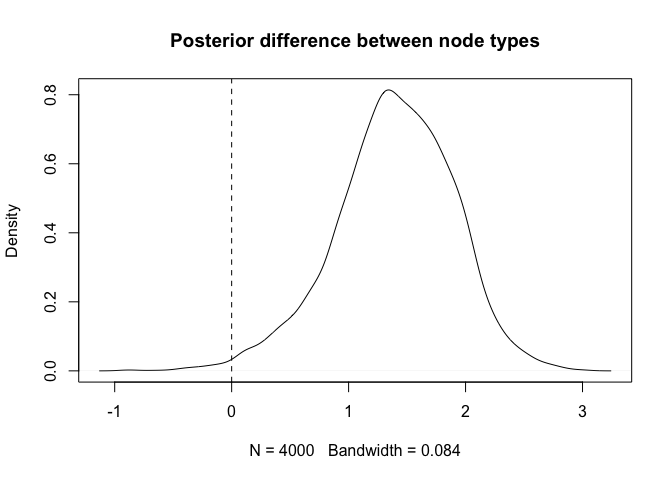 Posterior difference between node types
Density
0.8
0.6
0.4
0.2
0.0
-1 0 1 2 3
N = 4000 Bandwidth = 0.084